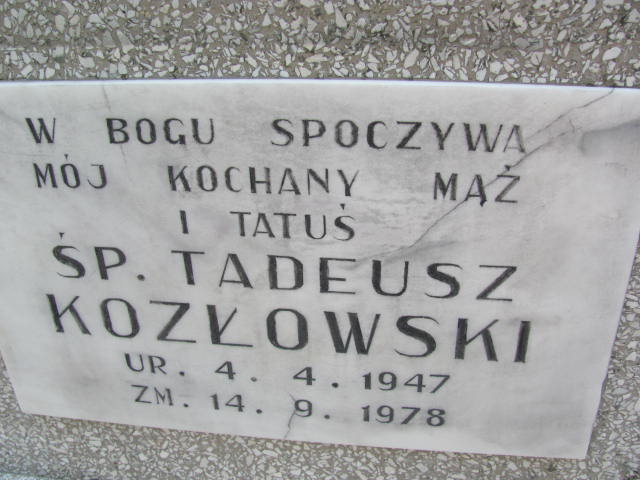 W BOGU SPOCZYWA
MÓJ KOCHANY MĄŻ
I TATUŚ
ŚP. TADEUSZ
KOZŁOWSKI
UR. 4. 4. 1947
ZM. 14. 9. 1978